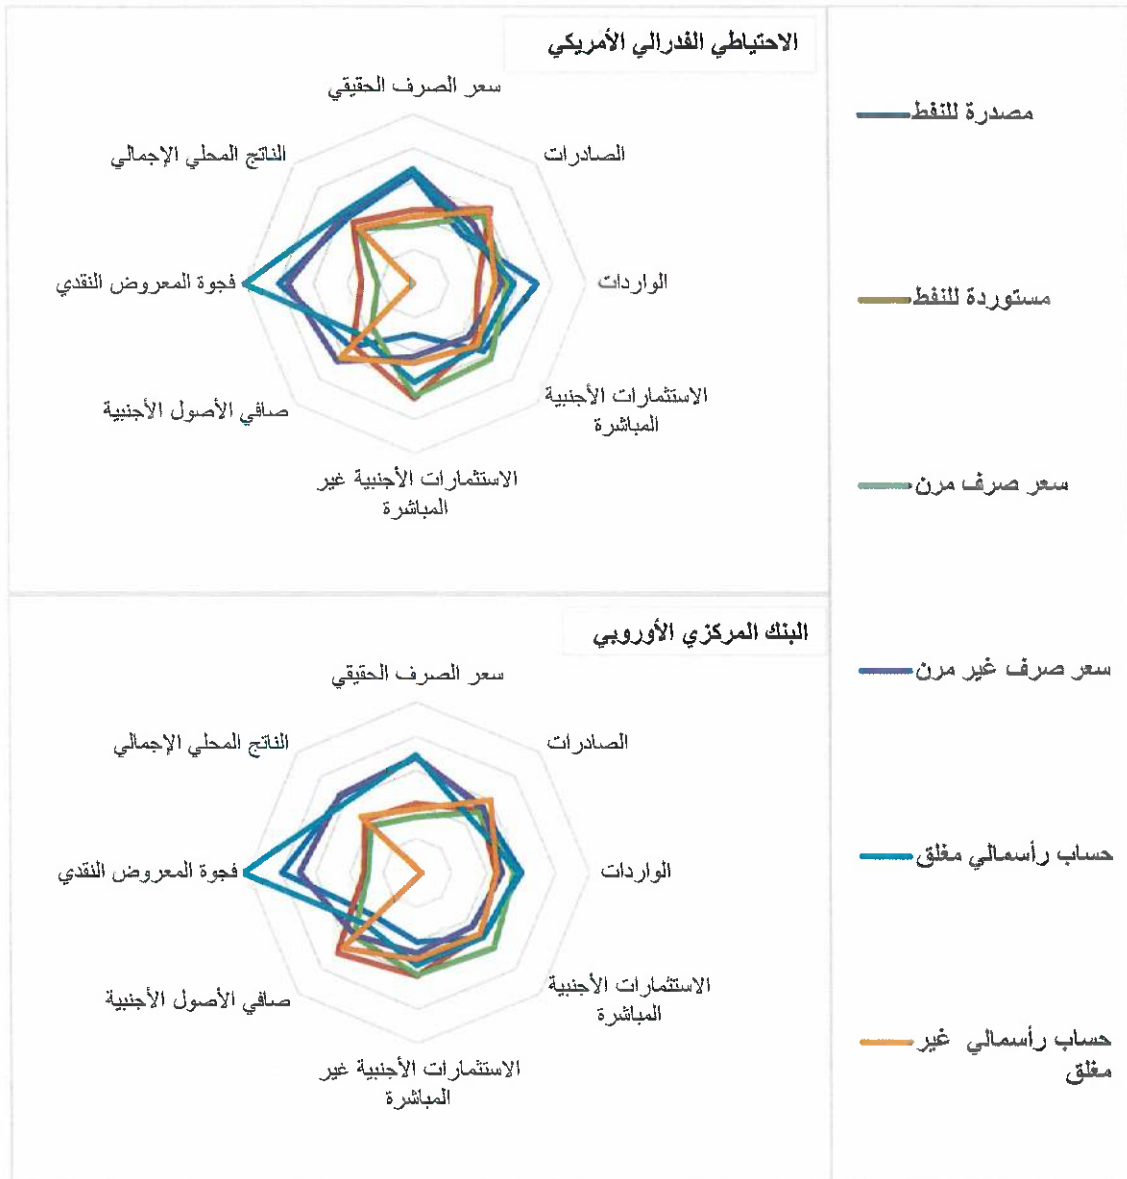 الاحتياطي الفدرالي الأمريكي
سعر الصرف الحقيقي
الصادرات
الواردات
الاستثمارات الأجنبية
المباشرة
الاستثمارات الأجنبية غير
المباشرة
صافي الأصول الأجنبية
فجوة المعروض النقدي
الناتج المحلي الإجمالي
البنك المركزي الأوروبي
سعر الصرف الحقيقي
الصادرات
الواردات
الاستثمارات الأجنبية
المباشرة
الاستثمارات الأجنبية غير
المباشرة
صافي الأصول الأجنبية
فجوة المعروض النقدي
الناتج المحلي الإجمالي
مصدرة للنفط
مستوردة للنفط
سعر صرف مرن
سعر صرف غير مرن
حساب رأسمالي مغلق
حساب رأسمالي غير
مغلق